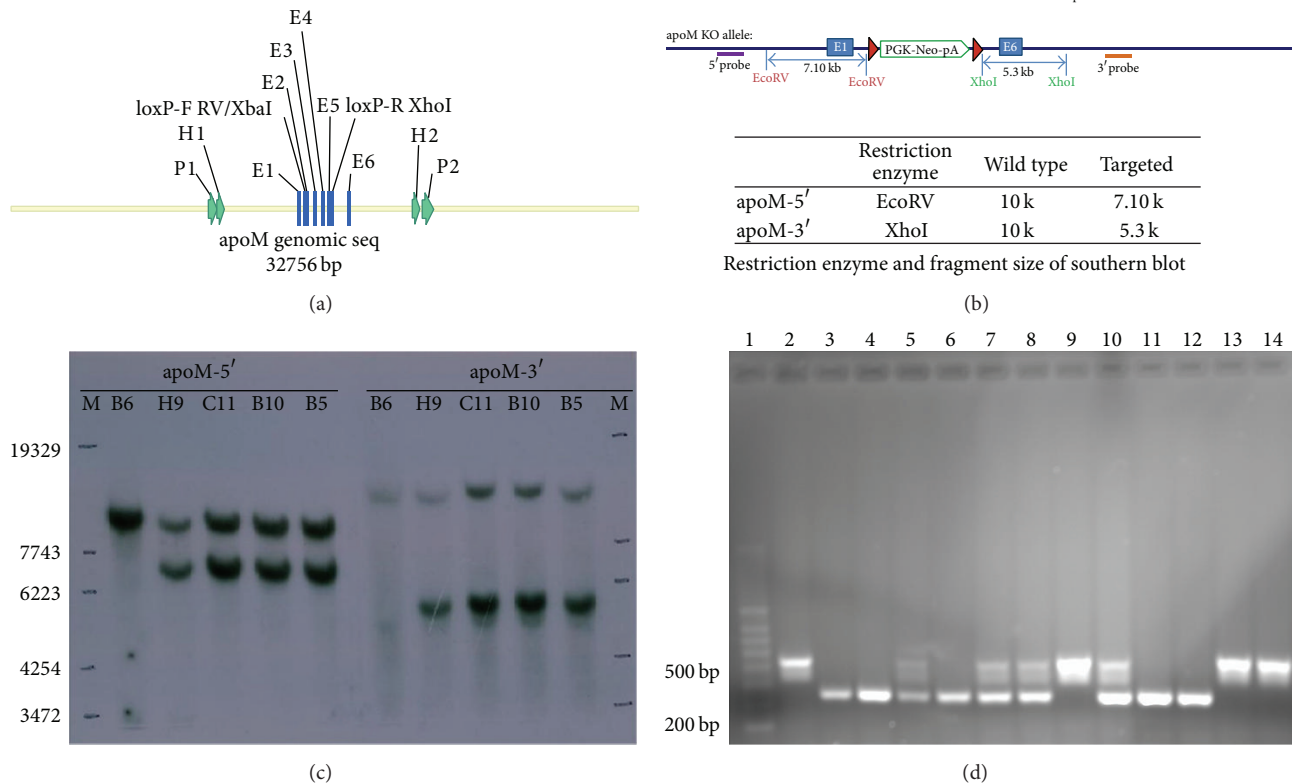 E4
E3
E2
loxP-F RV/XbaI
E5 loxP-R XhoI
H1
H2
P1
E1
E6
P2
apoM genomic seq
32756 bp
(a)
apoM KO allele:
E1
PGK-Neo-pA
E6
5′ probe
7.10 kb
5.3 kb
3′ probe
EcoRV
EcoRV
XhoI
XhoI
Restriction enzyme
Wild type
Targeted
apoM-5′ EcoRV 10 k 7.10 k
apoM-3′ XhoI 10 k 5.3 k
Restriction enzyme and fragment size of southern blot
(b)
apoM-5′ apoM-3′
M B6 H9 C11 B10 B5 B6 H9 C11 B10 B5 M
19329
7743
6223
4254
3472
(c)
1 2 3 4 5 6 7 8 9 10 11 12 13 14
500 bp
200 bp
(d)